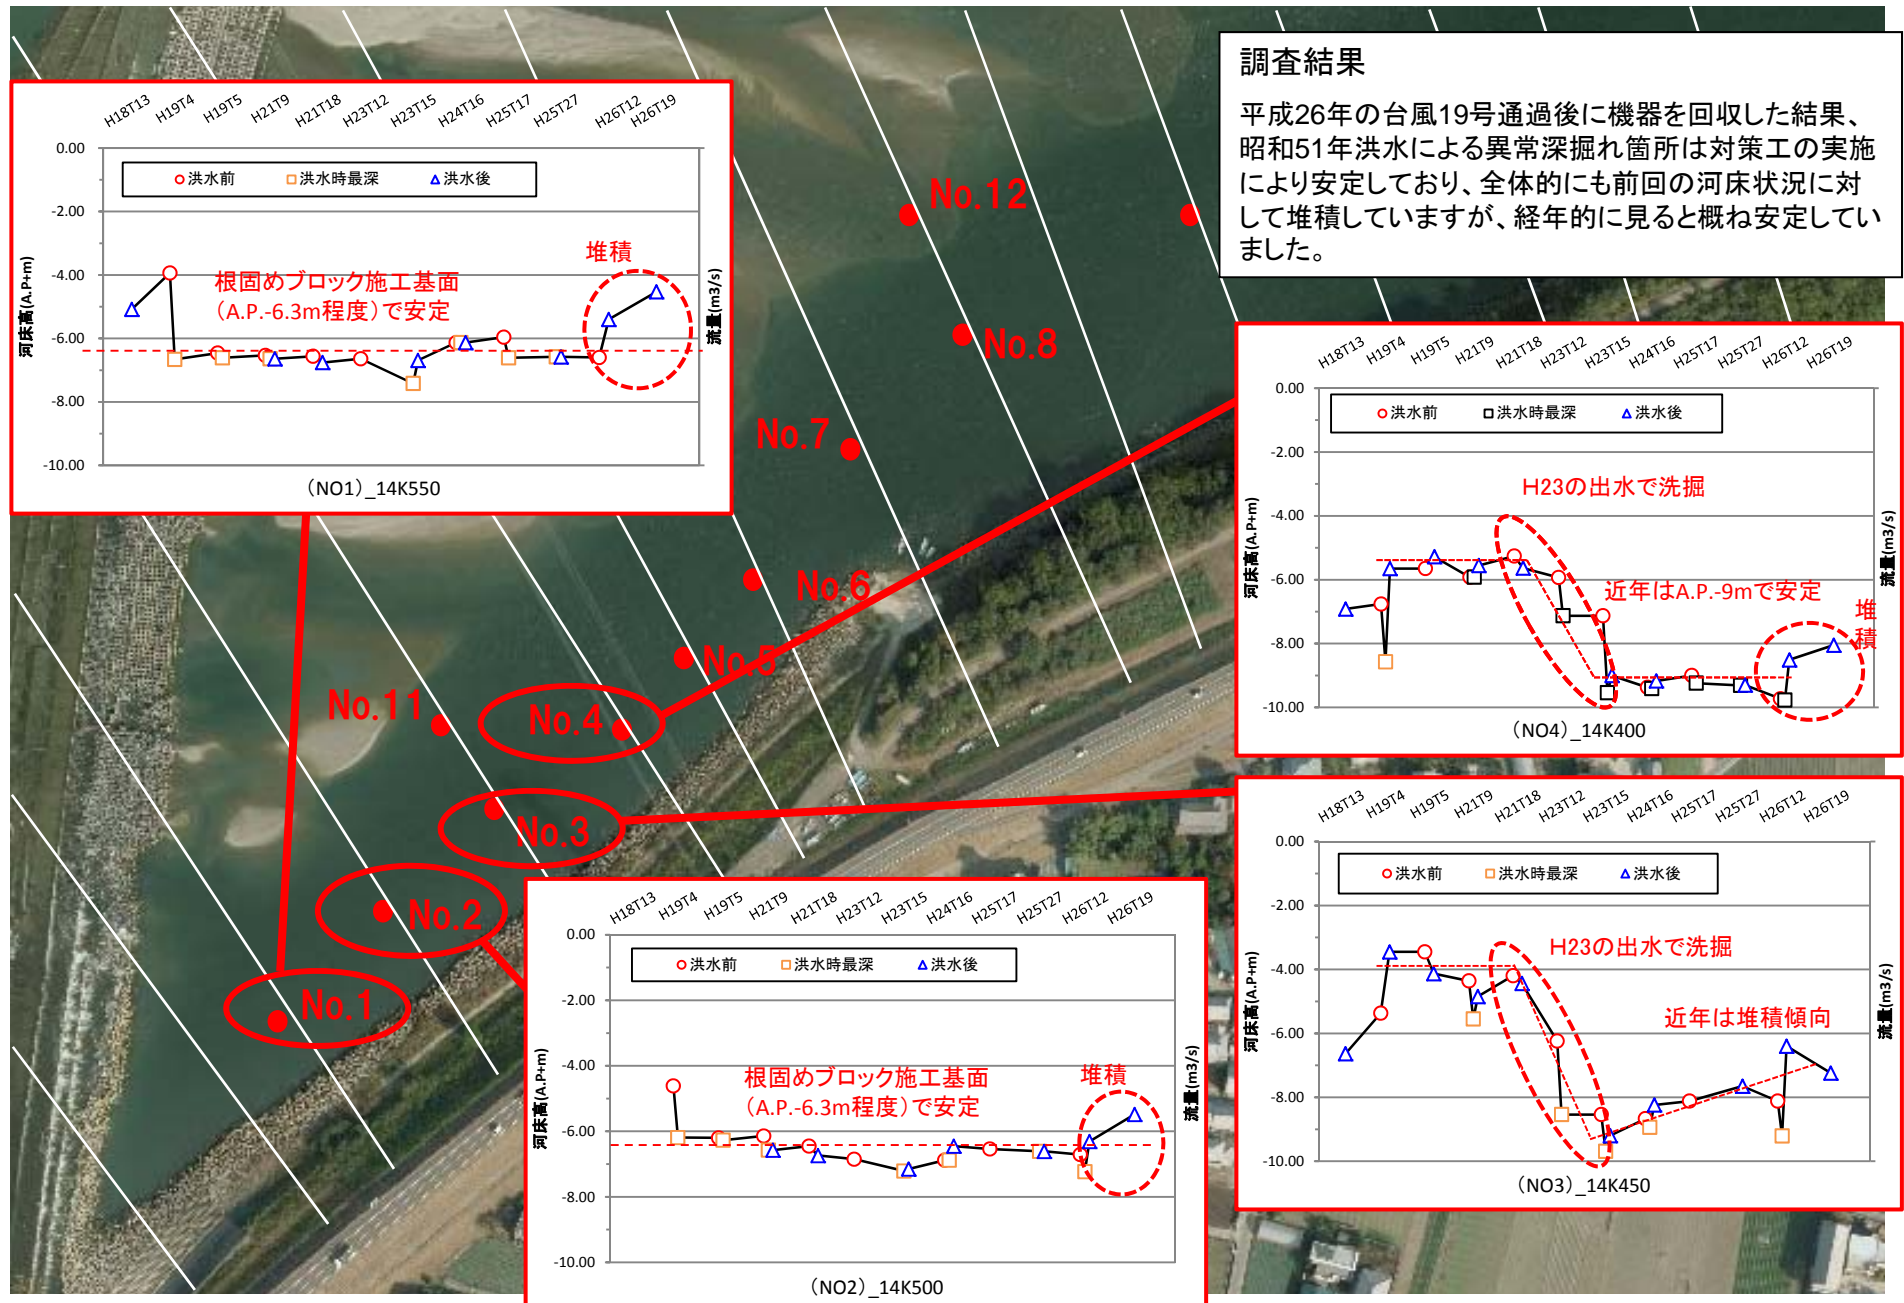 調査結果
平成26年の台風19号通過後に機器を回収した結果、
昭和51年洪水による異常深掘れ箇所は対策工の実施
により安定しており、全体的にも前回の河床状況に対
して堆積していますが、経年的に見ると概ね安定してい
ました。
H18T13 H19T4 H19T5 H21T9 H21T18 H23T12 H23T15 H24T16 H25T17 H25T27 H26T12 H26T19
0.00
-2.00
-4.00
-6.00
-8.00
-10.00
河床高(A.P+m)
流量(m3/s)
洪水前 洪水時最深 洪水後
根固めブロック施工基面
(A.P.-6.3m程度)で安定
堆積
(NO1)_14K550
No.12
No.8
No.7
No.6
No.5
No.11
No.4
No.3
No.2
No.1
H18T13 H19T4 H19T5 H21T9 H21T18 H23T12 H23T15 H24T16 H25T17 H25T27 H26T12 H26T19
0.00
-2.00
-4.00
-6.00
-8.00
-10.00
河床高(A.P+m)
流量(m3/s)
洪水前 洪水時最深 洪水後
H23の出水で洗掘
近年はA.P.-9mで安定
堆
積
(NO4)_14K400
H18T13 H19T4 H19T5 H21T9 H21T18 H23T12 H23T15 H24T16 H25T17 H25T27 H26T12 H26T19
0.00
-2.00
-4.00
-6.00
-8.00
-10.00
河床高(A.P+m)
流量(m3/s)
洪水前 洪水時最深 洪水後
H23の出水で洗掘
近年は堆積傾向
(NO3)_14K450
H18T13 H19T4 H19T5 H21T9 H21T18 H23T12 H23T15 H24T16 H25T17 H25T27 H26T12 H26T19
0.00
-2.00
-4.00
-6.00
-8.00
-10.00
河床高(A.P+m)
流量(m3/s)
洪水前 洪水時最深 洪水後
根固めブロック施工基面
(A.P.-6.3m程度)で安定
堆積
(NO2)_14K500